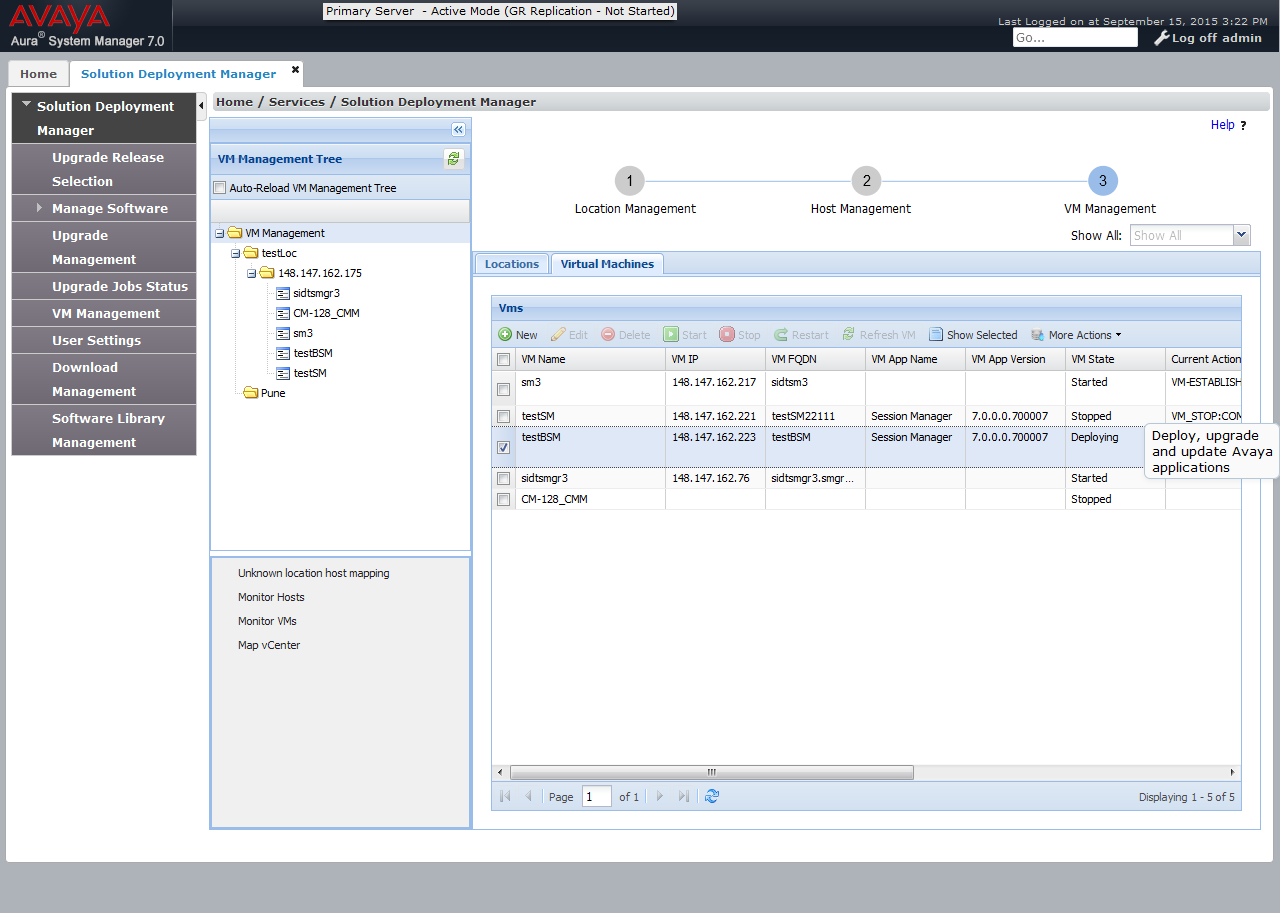 AVAYA
Aura® System Manager 7.0
Primary Server - Active Mode (GR Replication - Not Started)
Last Logged on at September 15, 2015 3:22 PM
Go...
Log off admin
Home
Solution Deployment Manager
Solution Deployment
Manager
Upgrade Release
Selection
Manage Software
Upgrade
Management
Upgrade Jobs Status
VM Management
User Settings
Download
Management
Software Library
Management
Home / Services / Solution Deployment Manager
Help ?
VM Management Tree
Auto-Reload VM Management Tree
VM Management
testLoc
148.147.162.175
sidtsmgr3
CM-128_CMM
sm3
testBSM
testSM
Pune
Unknown location host mapping
Monitor Hosts
Monitor VMs
Map vCenter
1 2 3
Location Management Host Management VM Management
Show All: Show All
Locations Virtual Machines
Vms
New Edit Delete Start Stop Restart Refresh VM Show Selected More Actions
VM Name VM IP VM FQDN VM App Name VM App Version VM State Current Action
sm3 148.147.162.217 sidtsm3 Started VM-ESTABLISH
testSM 148.147.162.221 testSM22111 Session Manager 7.0.0.0.700007 Stopped VM_STOP:COM
testBSM 148.147.162.223 testBSM Session Manager 7.0.0.0.700007 Deploying
Deploy, upgrade
and update Avaya
applications
sidtsmgr3 148.147.162.76 sidtsmgr3.smgr... Started
CM-128_CMM Stopped
Page 1 of 1
Displaying 1 - 5 of 5